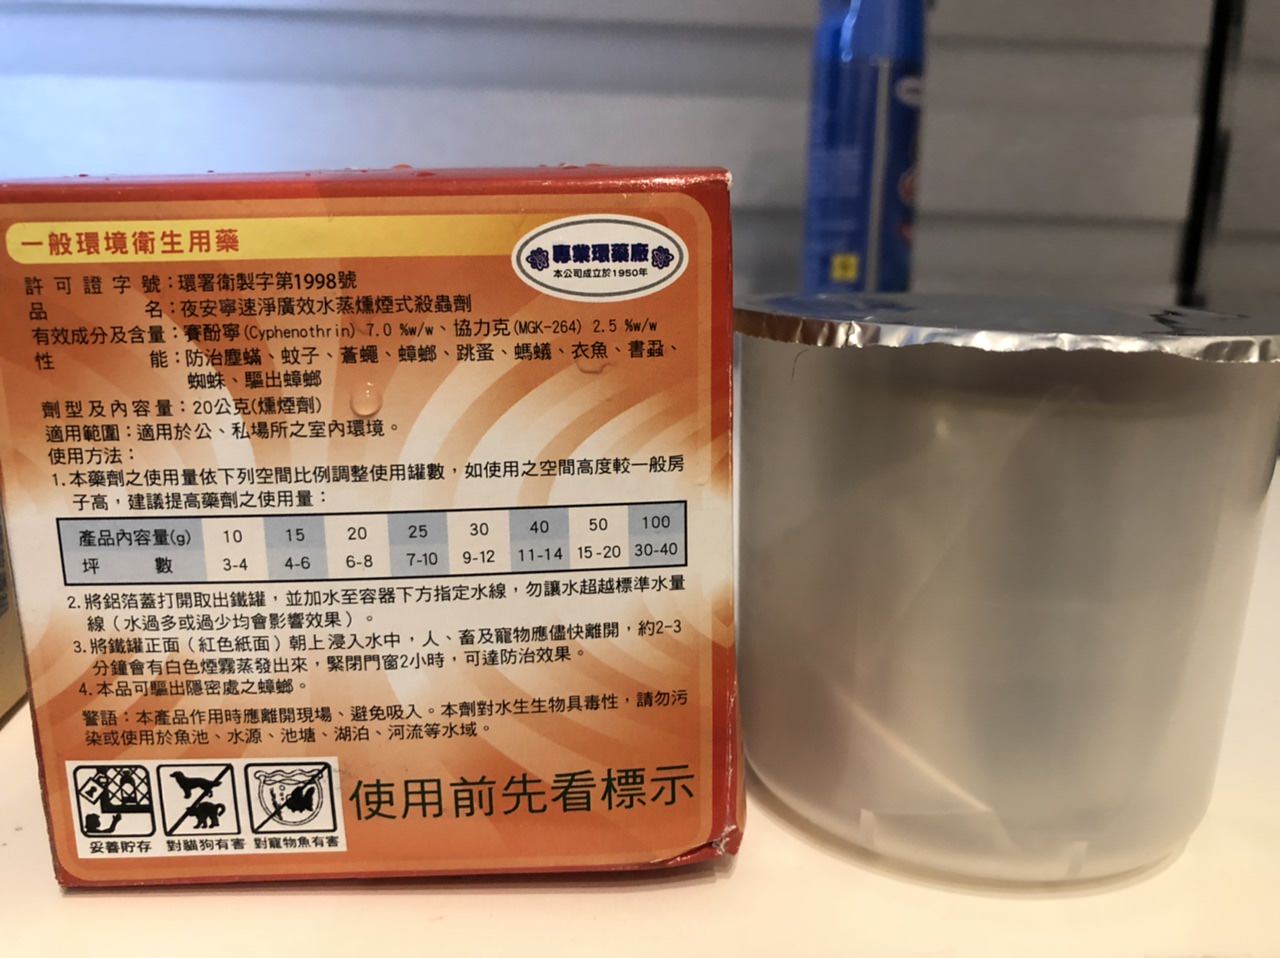 一般環境衛生用藥
專業環藥廠
本公司成立於1950年
許可證字號：環署衛製字第1998號
品名：夜安寧速淨廣效水蒸燻煙式殺蟲劑
有效成分及含量：賽酚寧(Cyphenothrin) 7.0 %w/w、協力克(MGK-264) 2.5 %w/w
性能：防治塵蟎、蚊子、蒼蠅、蟑螂、跳蚤、螞蟻、衣魚、書蝨、
蜘蛛、驅出蟑螂
劑型及內容量：20公克(燻煙劑)
適用範圍：適用於公、私場所之室內環境。
使用方法：
1.本藥劑之使用量依下列空間比例調整使用罐數，如使用之空間高度較一般房
子高，建議提高藥劑之使用量：
產品內容量(g) 10 15 20 25 30 40 50 100
坪數 3-4 4-6 6-8 7-10 9-12 11-14 15-20 30-40
2.將鋁箔蓋打開取出鐵罐，並加水至容器下方指定水線，勿讓水超越標準水量
線（水過多或過少均會影響效果）。
3.將鐵罐正面（紅色紙面）朝上浸入水中，人、畜及寵物應儘快離開，約2-3
分鐘會有白色煙霧蒸發出來，緊閉門窗2小時，可達防治效果。
4.本品可驅出隱密處之蟑螂。
警語：本產品作用時應離開現場、避免吸入。本劑對水生生物具毒性，請勿污
染或使用於魚池、水源、池塘、湖泊、河流等水域。
妥善貯存 對貓狗有害 對寵物魚有害
使用前先看標示